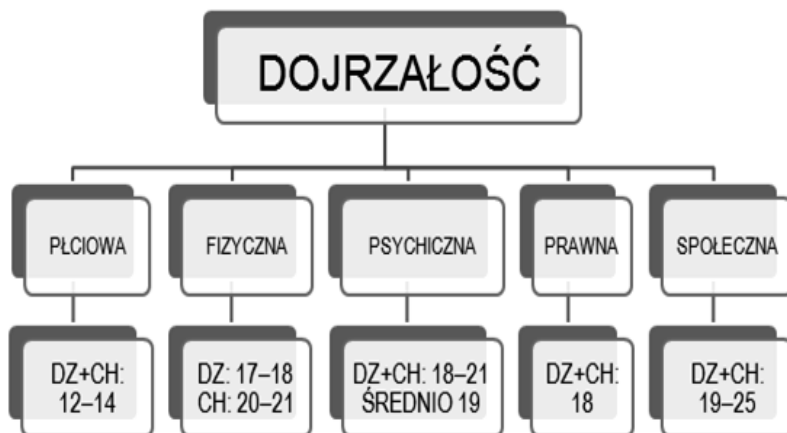 DOJRZAŁOŚĆ
PŁCIOWA
FIZYCZNA
PSYCHICZNA
PRAWNA
SPOŁECZNA
DZ+CH:
12–14
DZ: 17–18
CH: 20–21
DZ+CH: 18–21
ŚREDNIO 19
DZ+CH:
18
DZ+CH:
19–25